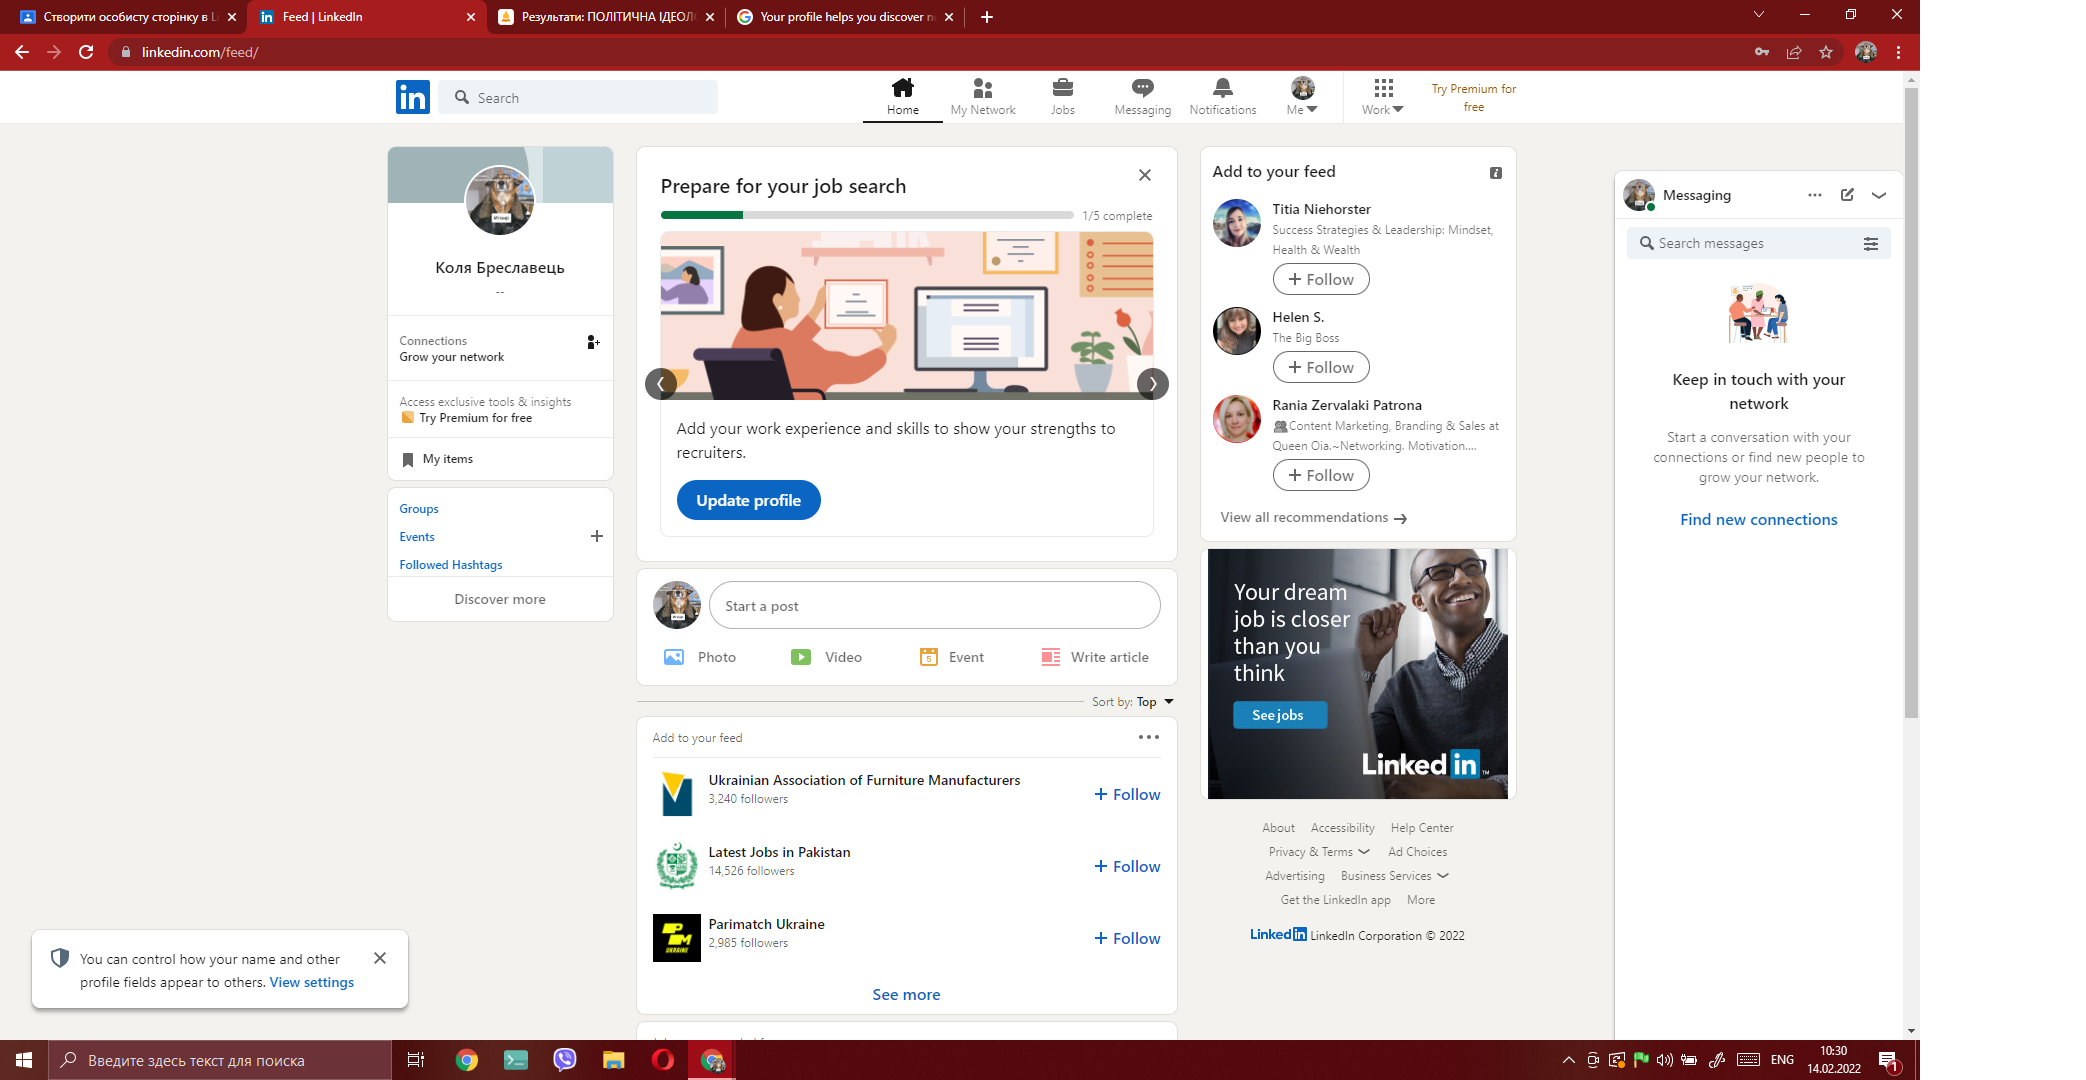 Створити особисту сторінку в Li
Feed | LinkedIn
Результати: ПОЛІТИЧНА ІДЕОЛО
Your profile helps you discover n
linkedin.com/feed/
in
Search
Home
My Network
Jobs
Messaging
Notifications
Me
Work
Try Premium for
free
Коля Бреславець
--
Connections
Grow your network
Access exclusive tools & insights
Try Premium for free
My items
Groups
Events
Followed Hashtags
Discover more
Prepare for your job search
1/5 complete
Add your work experience and skills to show your strengths to
recruiters.
Update profile
Start a post
Photo
Video
Event
Write article
Sort by: Top
Add to your feed
Ukrainian Association of Furniture Manufacturers
3,240 followers
+ Follow
Latest Jobs in Pakistan
14,526 followers
+ Follow
PM
UKRAINE
Parimatch Ukraine
2,985 followers
+ Follow
See more
Add to your feed
Titia Niehorster
Success Strategies & Leadership: Mindset,
Health & Wealth
+ Follow
Helen S.
The Big Boss
+ Follow
Rania Zervalaki Patrona
Content Marketing, Branding & Sales at
Queen Oia.~Networking. Motivation....
+ Follow
View all recommendations
Your dream
job is closer
than you
think
See jobs
LinkedIn
About Accessibility Help Center
Privacy & Terms Ad Choices
Advertising Business Services
Get the LinkedIn app More
LinkedIn LinkedIn Corporation © 2022
Messaging
Search messages
Keep in touch with your
network
Start a conversation with your
connections or find new people to
grow your network.
Find new connections
You can control how your name and other
profile fields appear to others. View settings
Введите здесь текст для поиска
ENG
10:30
14.02.2022
1